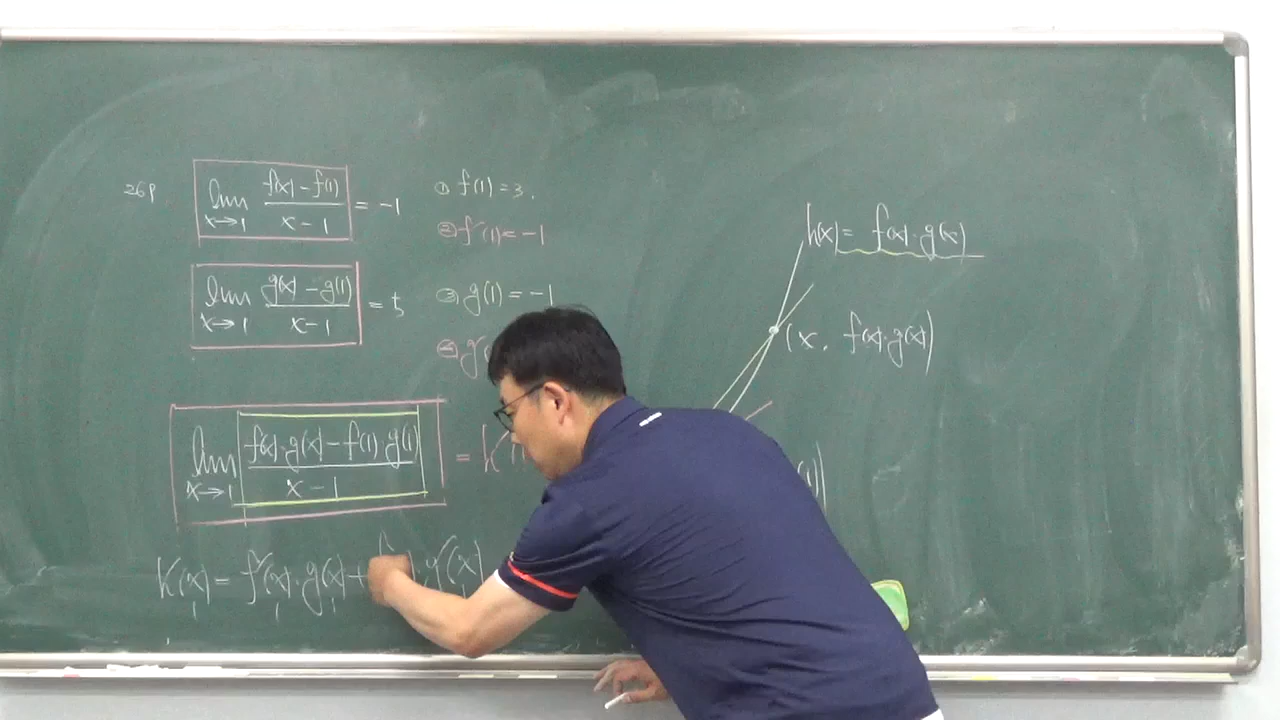 26P
lim x→1 f(x)-f(1) / x-1 = -1
① f(1)=3.
② f'(1)=-1
lim x→1 g(x)-g(1) / x-1 = 5
③ g(1)=-1
④ g
lim x→1 f(x)·g(x)-f(1)·g(1) / x-1 = h'(
h'(x)= f'(x)·g(x)+ g'(x)
h(x)= f(x)·g(x)
(x, f(x)·g(x))